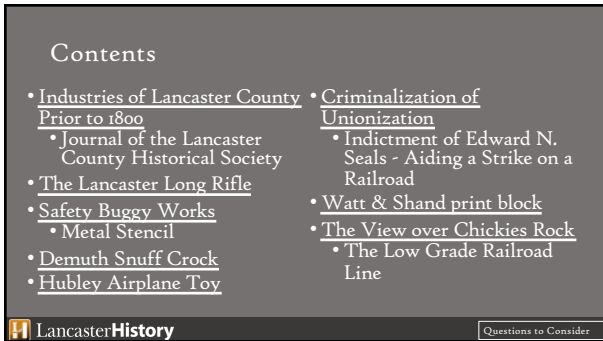 Contents
• Industries of Lancaster County
Prior to 1800
• Journal of the Lancaster
County Historical Society
• The Lancaster Long Rifle
• Safety Buggy Works
• Metal Stencil
• Demuth Snuff Crock
• Hubley Airplane Toy
• Criminalization of
Unionization
• Indictment of Edward N.
Seals - Aiding a Strike on a
Railroad
• Watt & Shand print block
• The View over Chickies Rock
• The Low Grade Railroad
Line
LancasterHistory
Questions to Consider